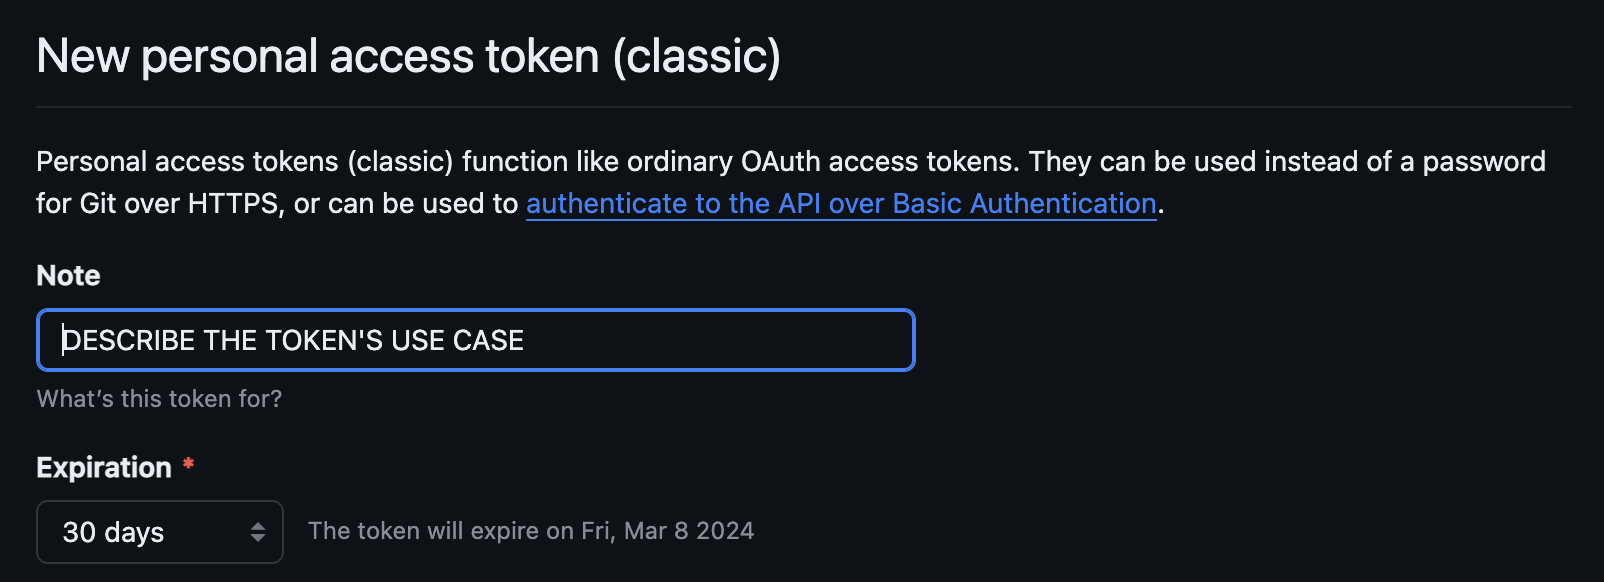 New personal access token (classic)
Personal access tokens (classic) function like ordinary OAuth access tokens. They can be used instead of a password
for Git over HTTPS, or can be used to authenticate to the API over Basic Authentication.
Note
DESCRIBE THE TOKEN'S USE CASE
What’s this token for?
Expiration *
30 days The token will expire on Fri, Mar 8 2024